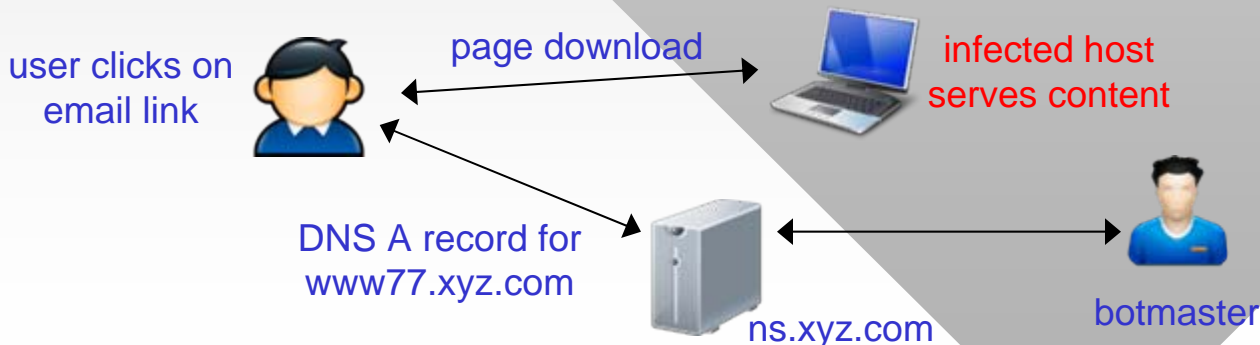 user clicks on
email link
page download
infected host
serves content
DNS A record for
www77.xyz.com
ns.xyz.com
botmaster